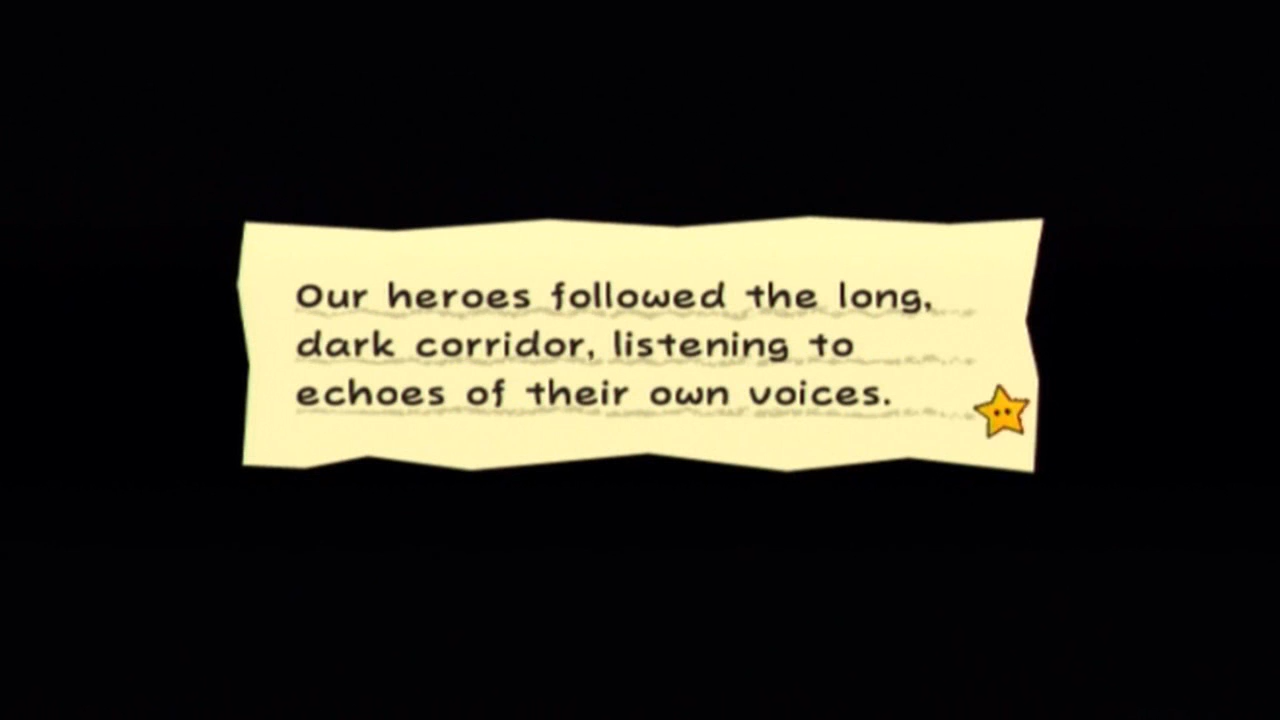 Our heroes followed the long,
dark corridor, listening to
echoes of their own voices.